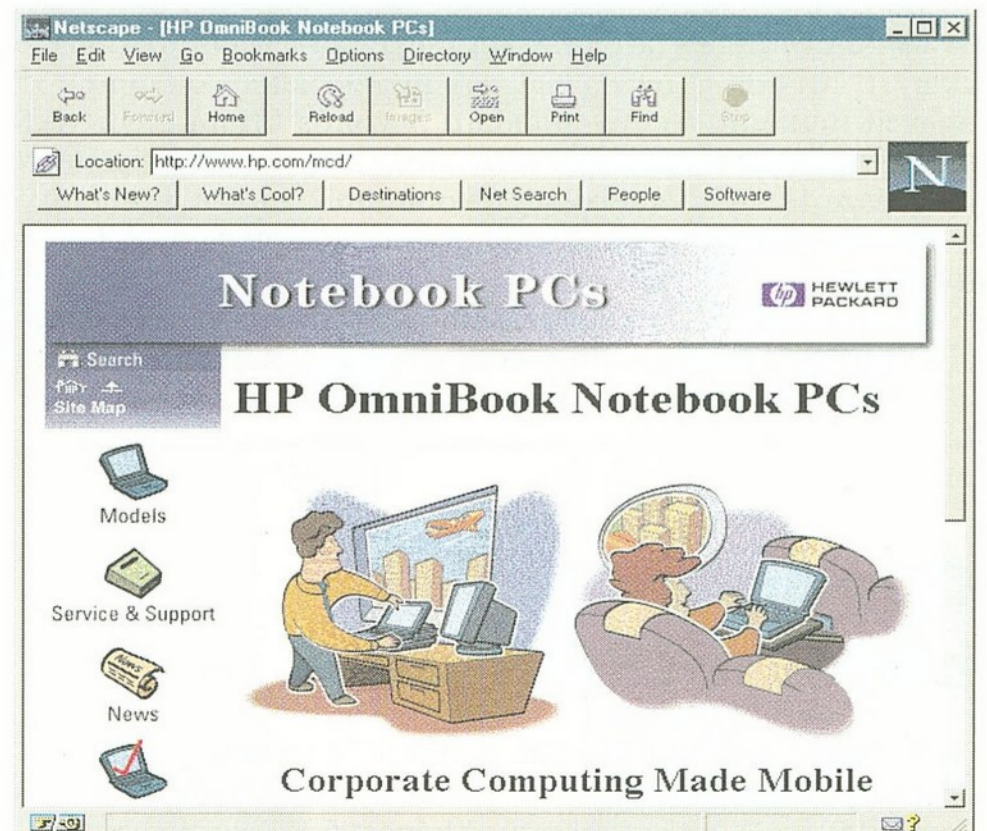 Netscape - [HP OmniBook Notebook PCs]
File Edit View Go Bookmarks Options Directory Window Help
Back Forward Home Reload Images Open Print Find Stop
Location: http://www.hp.com/mcd/
N
What's New? What's Cool? Destinations Net Search People Software
Notebook PCs
hp HEWLETT
PACKARD
Search
Site Map
HP OmniBook Notebook PCs
Models
Service & Support
News
News
Corporate Computing Made Mobile